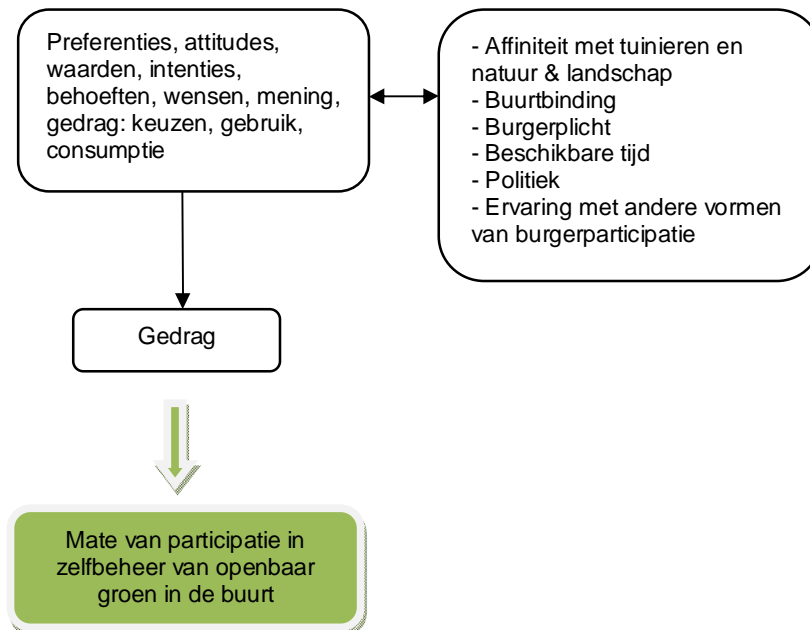 Preferenties, attitudes,
waarden, intenties,
behoeften, wensen, mening,
gedrag: keuzen, gebruik,
consumptie
- Affiniteit met tuinieren en
natuur & landschap
- Buurtbinding
- Burgerplicht
- Beschikbare tijd
- Politiek
- Ervaring met andere vormen
van burgerparticipatie
Gedrag
Mate van participatie in
zelfbeheer van openbaar
groen in de buurt